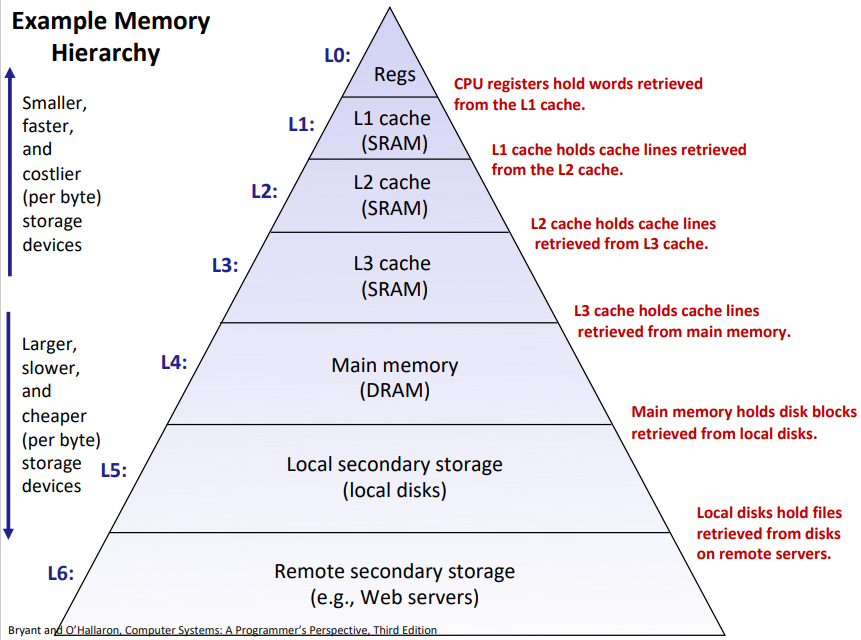 Example Memory
Hierarchy
Smaller,
faster,
and
costlier
(per byte)
storage
devices
Larger,
slower,
and
cheaper
(per byte)
storage
devices
L0:
Regs
CPU registers hold words retrieved
from the L1 cache.
L1:
L1 cache
(SRAM)
L1 cache holds cache lines retrieved
from the L2 cache.
L2:
L2 cache
(SRAM)
L2 cache holds cache lines
retrieved from L3 cache.
L3:
L3 cache
(SRAM)
L3 cache holds cache lines
retrieved from main memory.
L4:
Main memory
(DRAM)
Main memory holds disk blocks
retrieved from local disks.
L5:
Local secondary storage
(local disks)
Local disks hold files
retrieved from disks
on remote servers.
L6:
Remote secondary storage
(e.g., Web servers)
Bryant and O'Hallaron, Computer Systems: A Programmer's Perspective, Third Edition